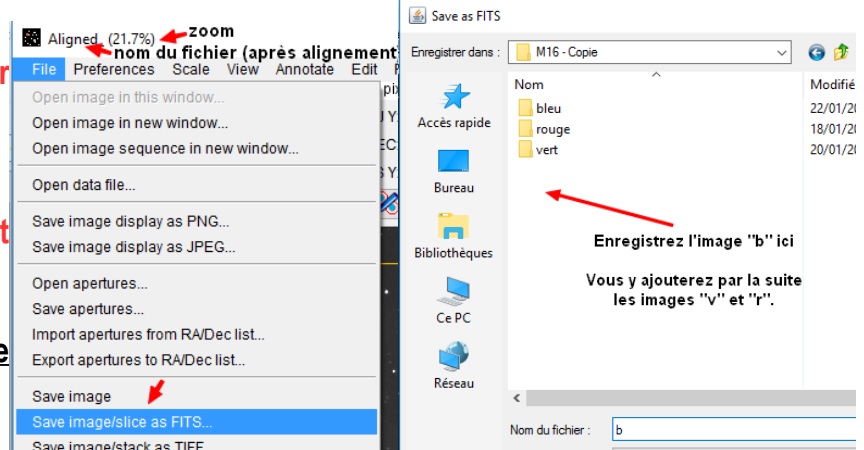 Aligned (21.7%) zoom
nom du fichier (après alignement
File Preferences Scale View Annotate Edit
Open image in this window...
Open image in new window...
Open image sequence in new window...
Open data file...
Save image display as PNG...
Save image display as JPEG...
Open apertures...
Save apertures...
Import apertures from RA/Dec list...
Export apertures to RA/Dec list...
Save image
Save image/slice as FITS...
Save image/stack as TIFF
Save as FITS
Enregistrer dans :
M16 - Copie
Nom
Modifié
bleu
22/01/20
rouge
18/01/20
vert
20/01/20
Accès rapide
Bureau
Bibliothèques
Ce PC
Réseau
Enregistrez l'image "b" ici
Vous y ajouterez par la suite
les images "v" et "r".
Nom du fichier :
b